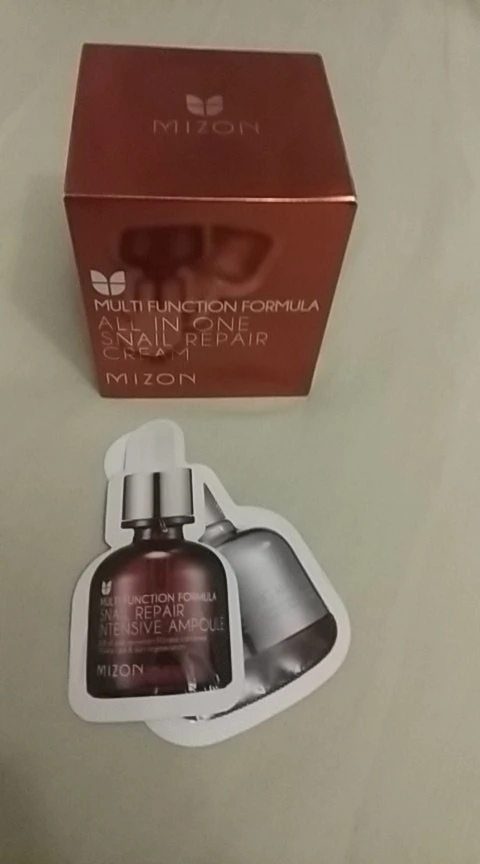 MIZON
MULTI FUNCTION FORMULA
ALL IN ONE
SNAIL REPAIR
CREAM
MIZON
MULTI FUNCTION FORMULA
SNAIL REPAIR
INTENSIVE AMPOULE
MIZON